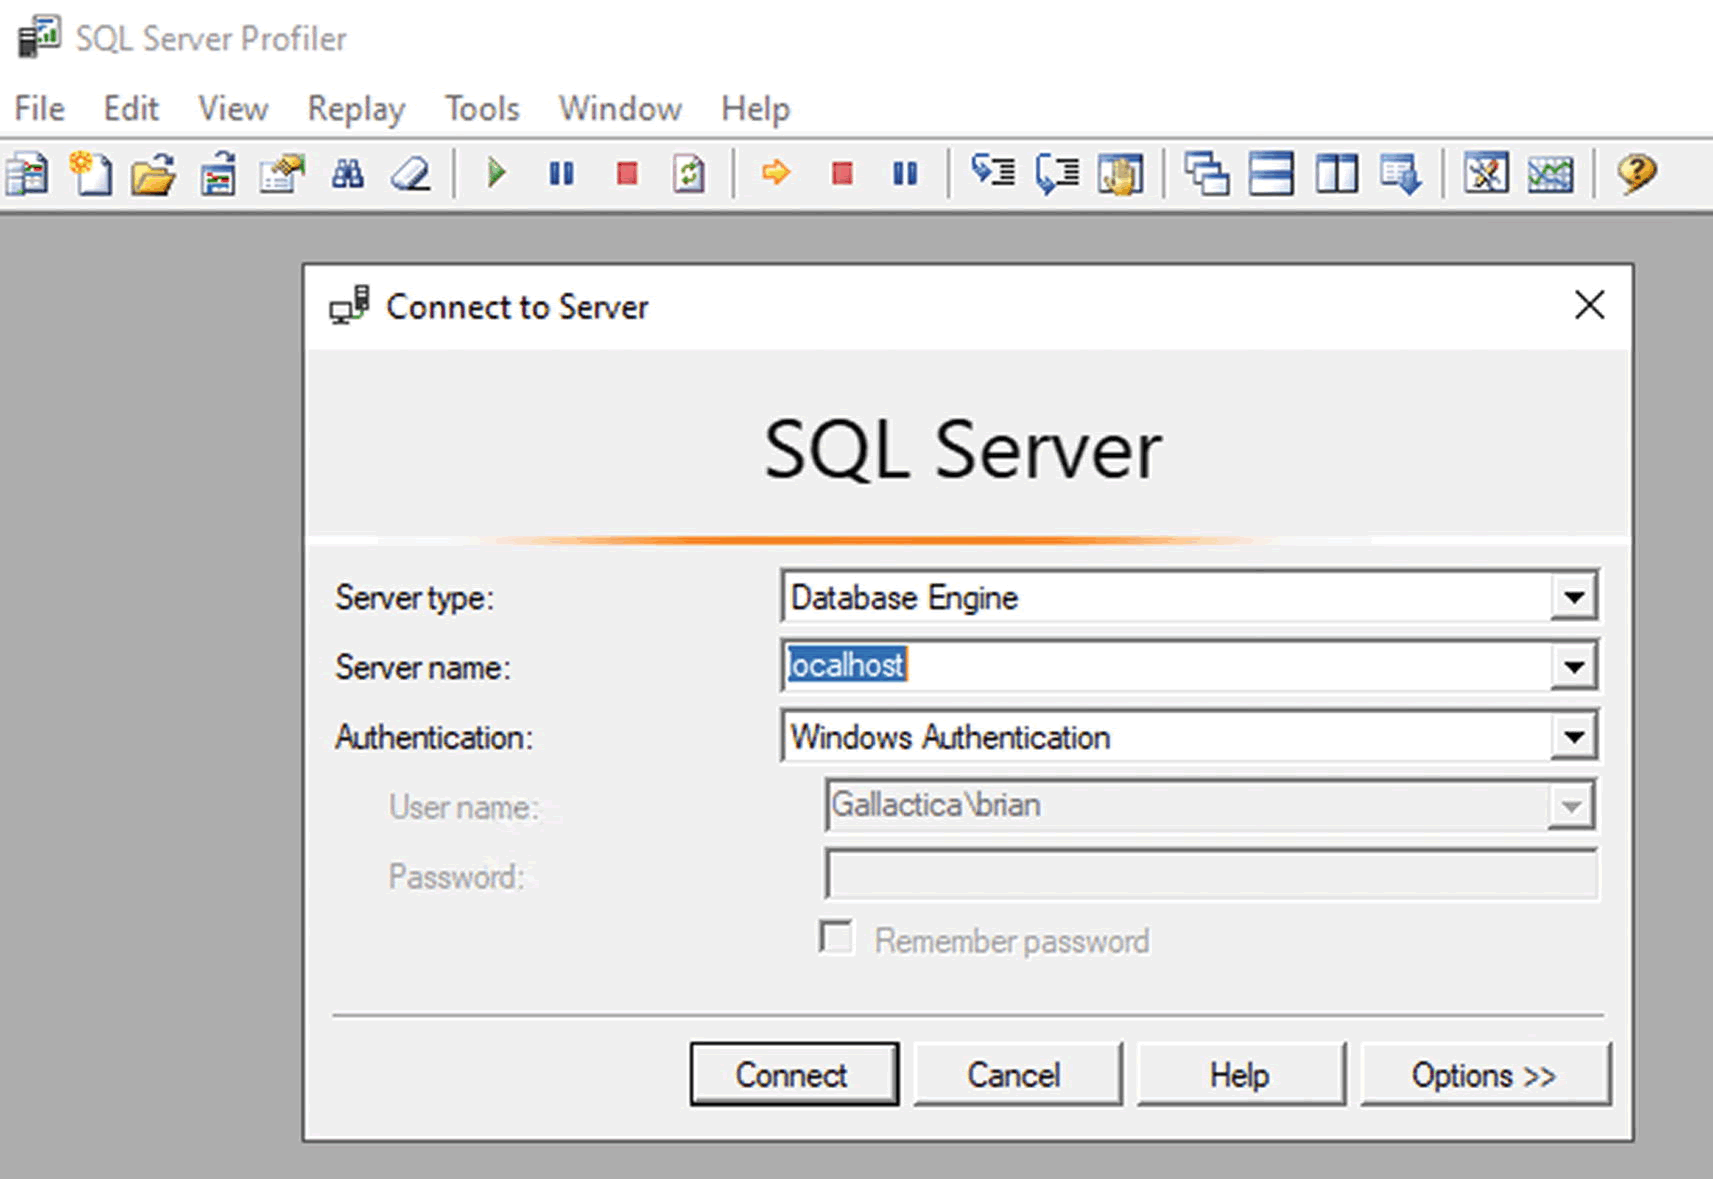 SQL Server Profiler
File Edit View Replay Tools Window Help
Connect to Server
SQL Server
Server type: Database Engine
Server name: localhost
Authentication: Windows Authentication
User name: Gallactica\brian
Password:
Remember password
Connect Cancel Help Options >>